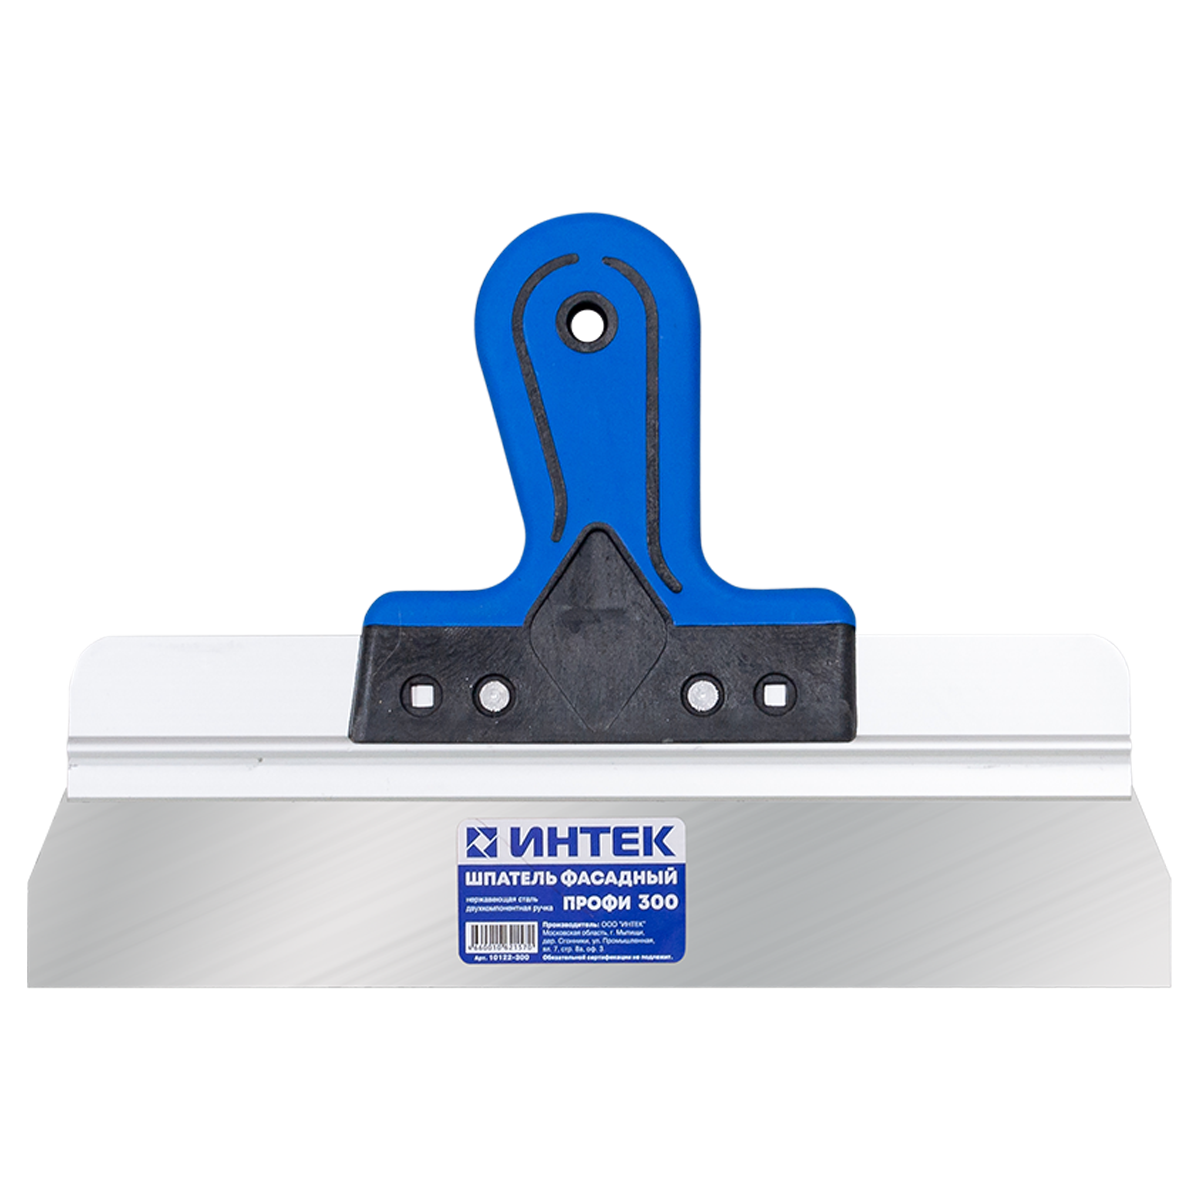 ИНТЕК
ШПАТЕЛЬ ФАСАДНЫЙ
нержавеющая сталь
двухкомпонентная ручка
ПРОФИ 300
4660010621570
Арт. 10122-300
Производитель: ООО "ИНТЕК"
Московская область, г. Мытищи,
дер. Сгонники, ул. Промышленная,
вл. 7, стр. 8а, оф. 3.
Обязательной сертификации не подлежит.